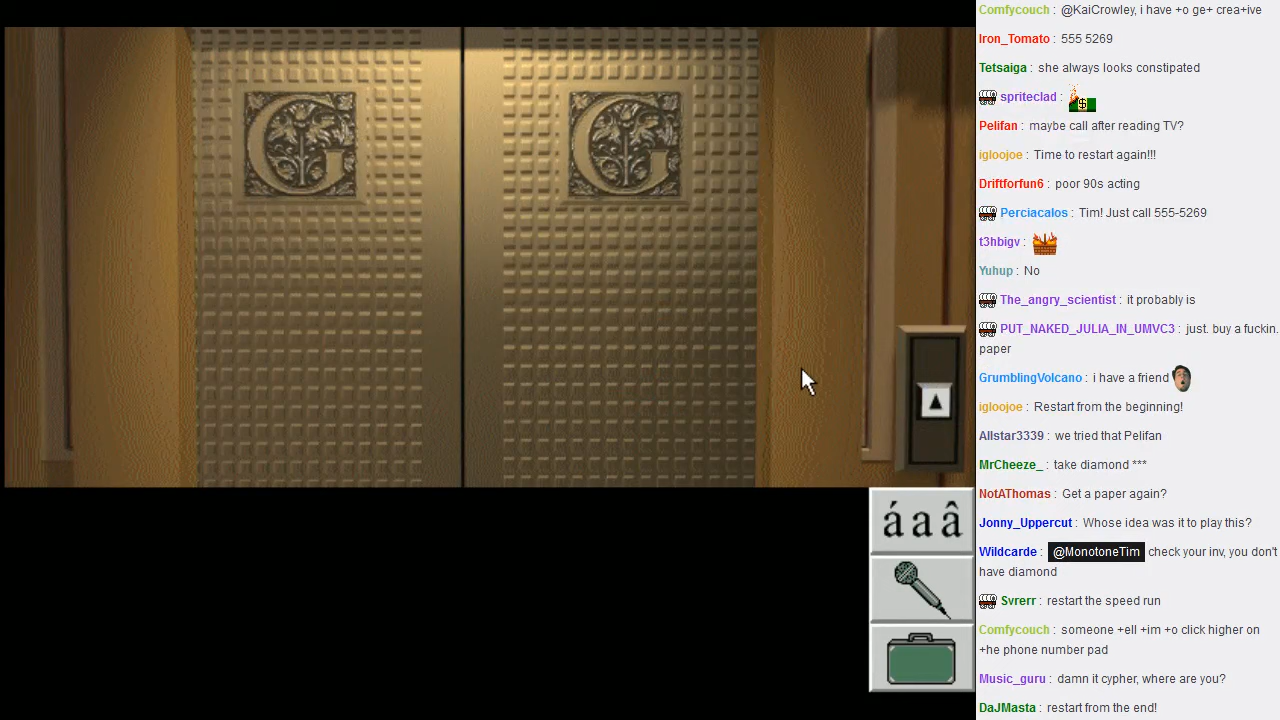 G G
á a â
Comfycouch : @KaiCrowley, i have +o ge+ crea+ive
Iron_Tomato : 555 5269
Tetsaiga : she always looks constipated
spriteclad :
Pelifan : maybe call after reading TV?
igloojoe : Time to restart again!!!
Driftforfun6 : poor 90s acting
Perciacalos : Tim! Just call 555-5269
t3hbigv :
Yuhup : No
The_angry_scientist : it probably is
PUT_NAKED_JULIA_IN_UMVC3 : just. buy a fuckin
paper
GrumblingVolcano : i have a friend
igloojoe : Restart from the beginning!
Allstar3339 : we tried that Pelifan
MrCheeze_ : take diamond ***
NotAThomas : Get a paper again?
Jonny_Uppercut : Whose idea was it to play this?
Wildcarde : @MonotoneTim check your inv, you don't
have diamond
Svrerr : restart the speed run
Comfycouch : someone +ell +im +o click higher on
+he phone number pad
Music_guru : damn it cypher, where are you?
DaJMasta : restart from the end!